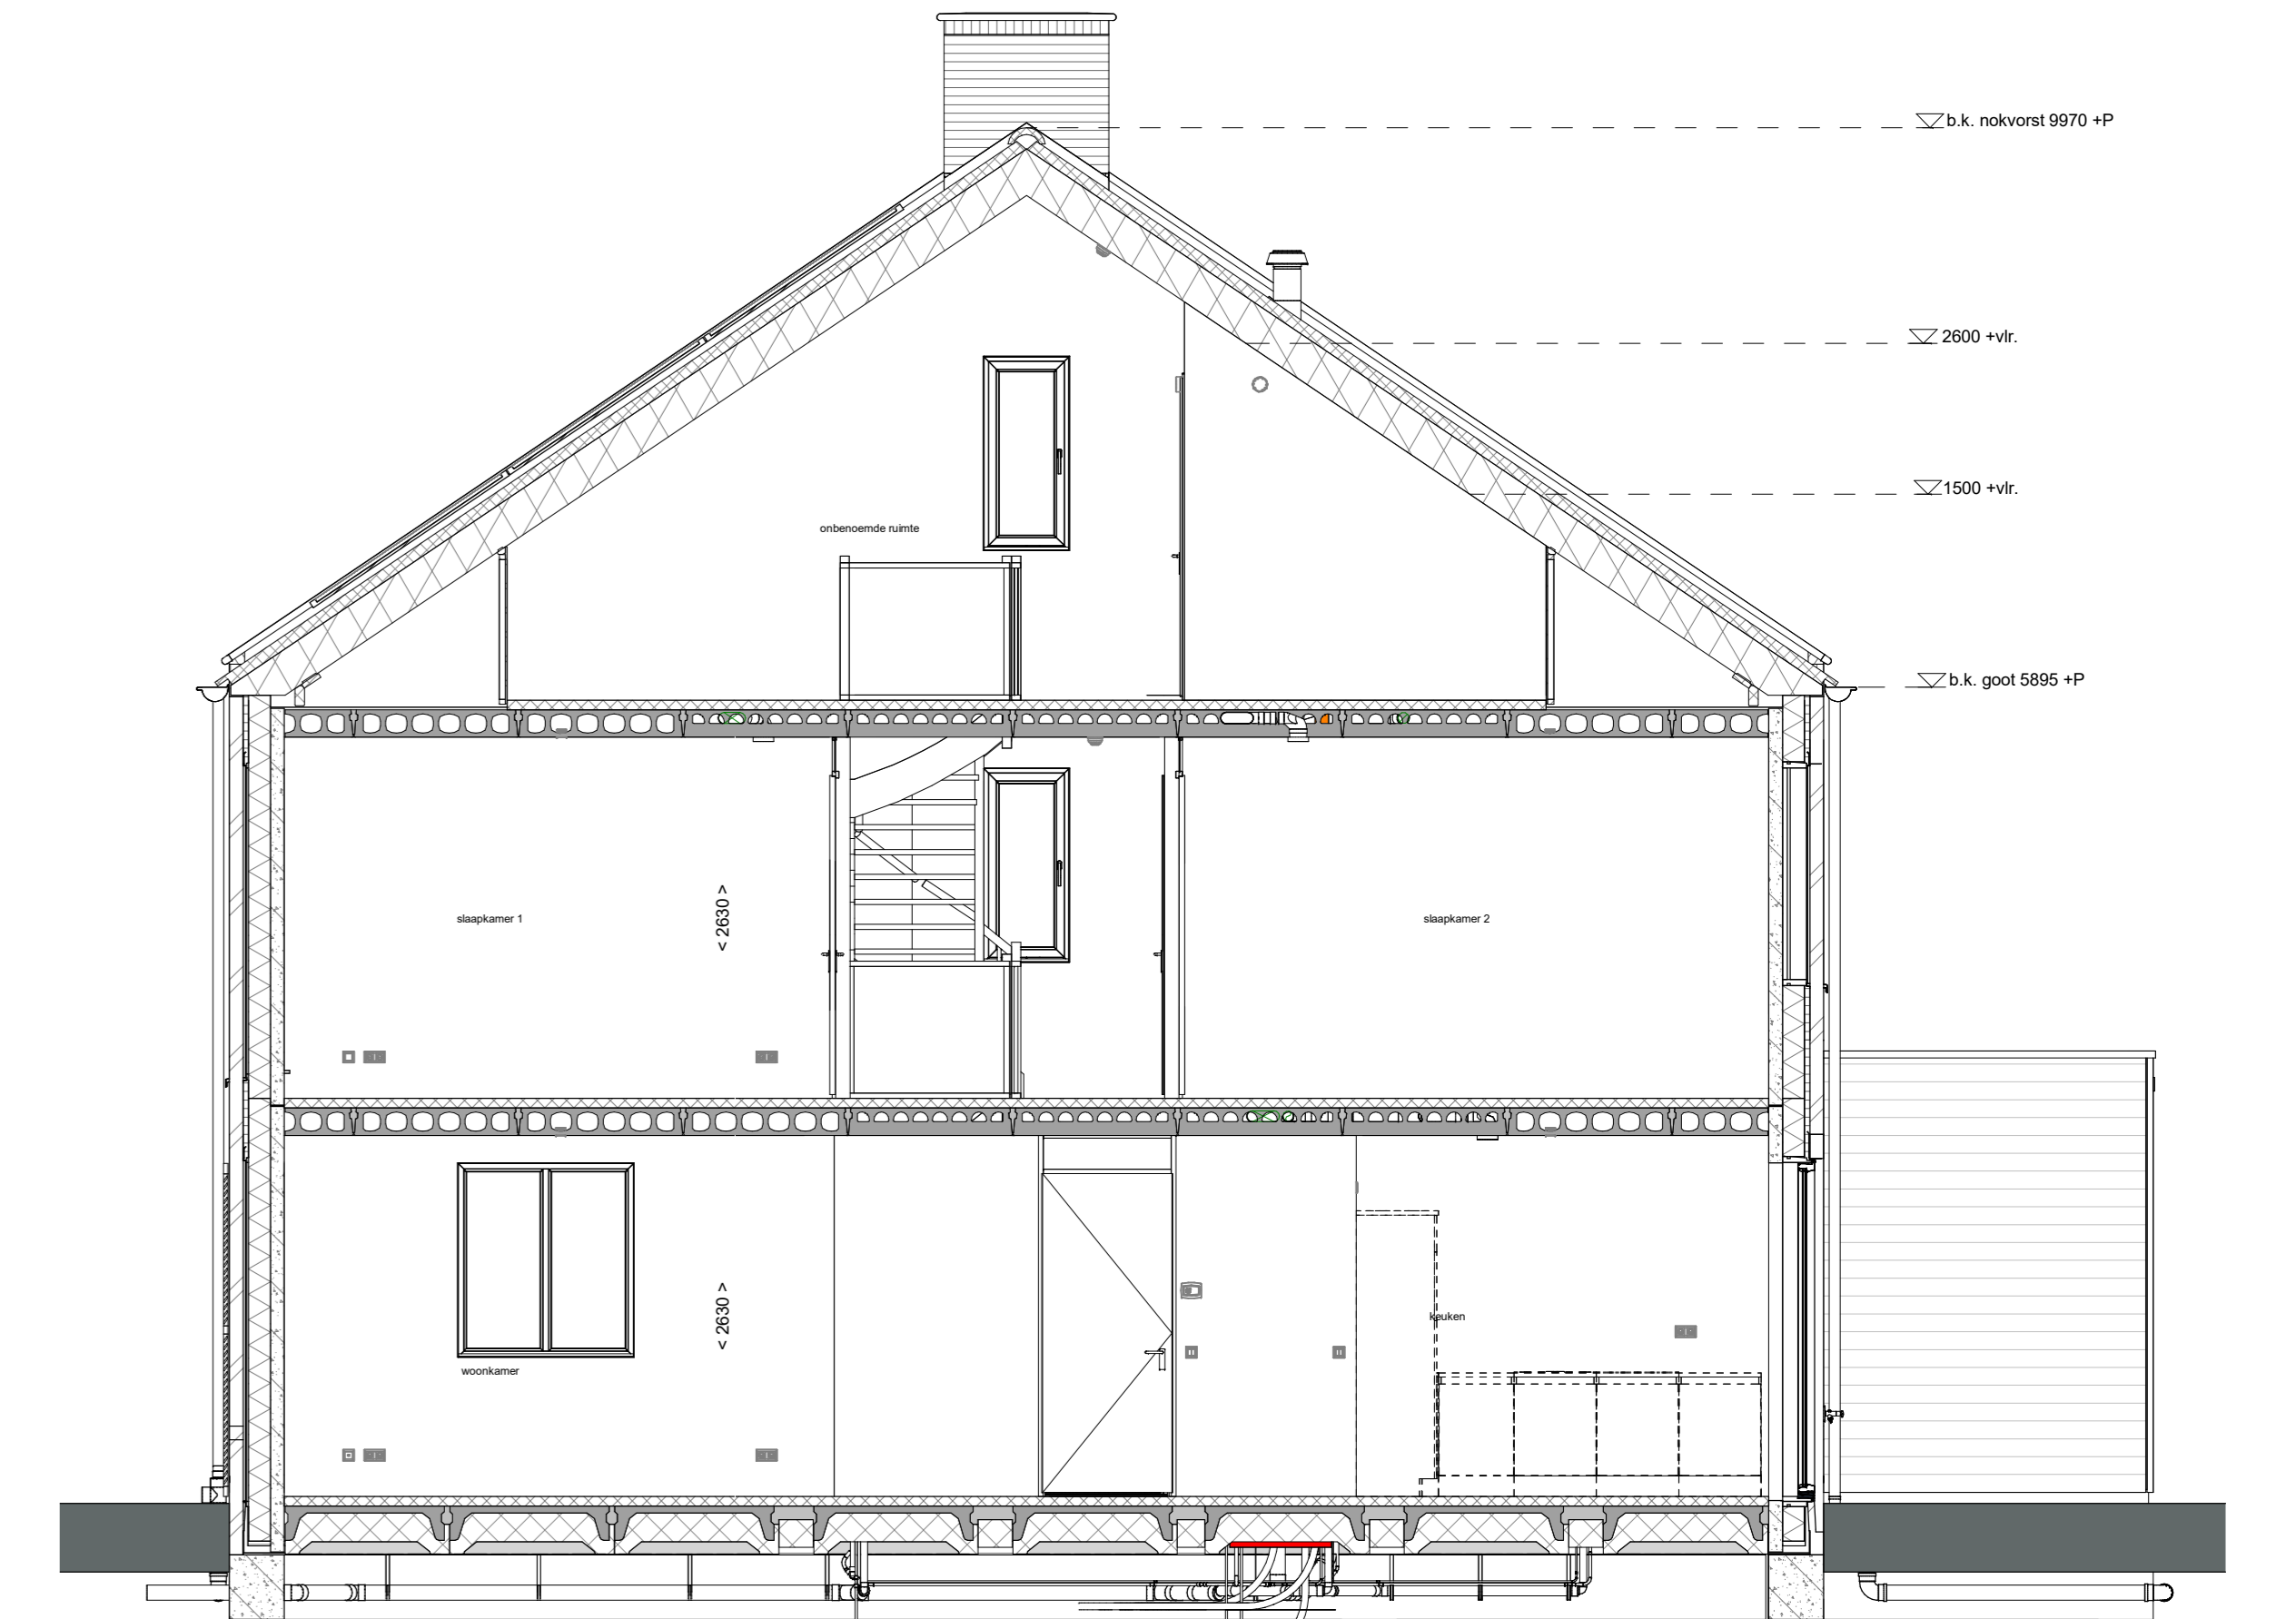 b.k. nokvorst 9970 +P
2600 +vlr.
1500 +vlr.
onbenoemde ruimte
b.k. goot 5895 +P
slaapkamer 1
< 2630 >
slaapkamer 2
< 2630 >
keuken
woonkamer